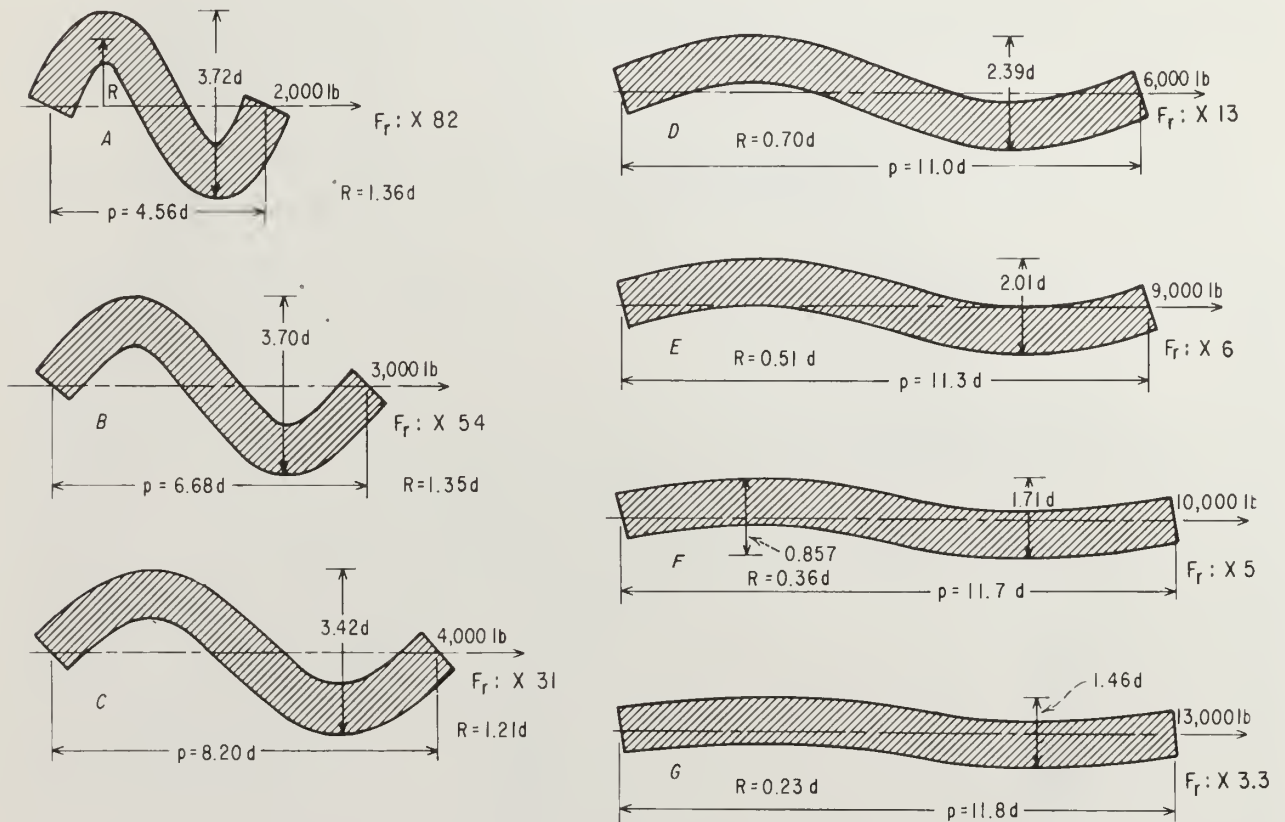 3.72d
2,000 lb
R
A
Fr: X 82
R = 1.36d
p = 4.56d
3.70d
3,000 lb
B
Fr: X 54
p = 6.68d
R = 1.35d
3.42d
4,000 lb
C
Fr: X 31
R = 1.21d
p = 8.20d
2.39d
6,000 lb
Fr: X 13
D
R = 0.70d
p = 11.0d
2.01d
9,000 lb
E
R = 0.51 d
Fr: X 6
p = 11.3d
1.71d
10,000 lb
0.857
F
R = 0.36d
Fr: X 5
p = 11.7 d
1.46d
13,000 lb
G
R = 0.23 d
Fr: X 3.3
p = 11.8d